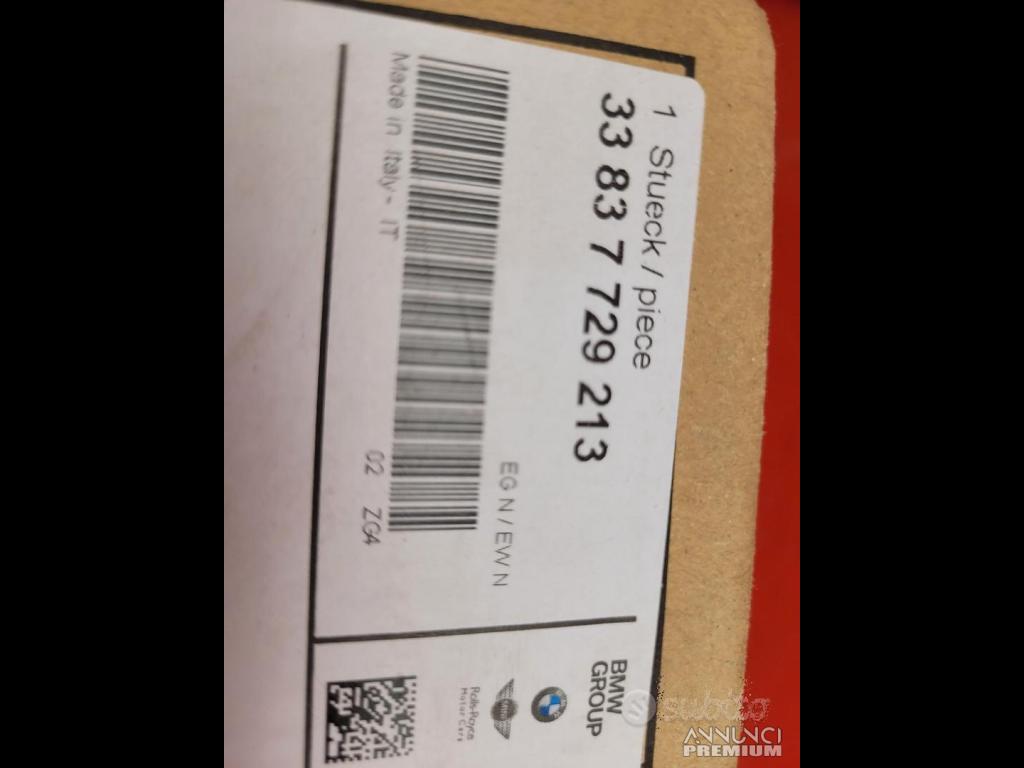 1 Stueck / piece
33 83 7 729 213
EG N / EW N
Made in Italy - IT
02 ZG4
BMW
GROUP
MINI
Rolls-Royce
Motor Cars
subito
ANNUNCI
PREMIUM